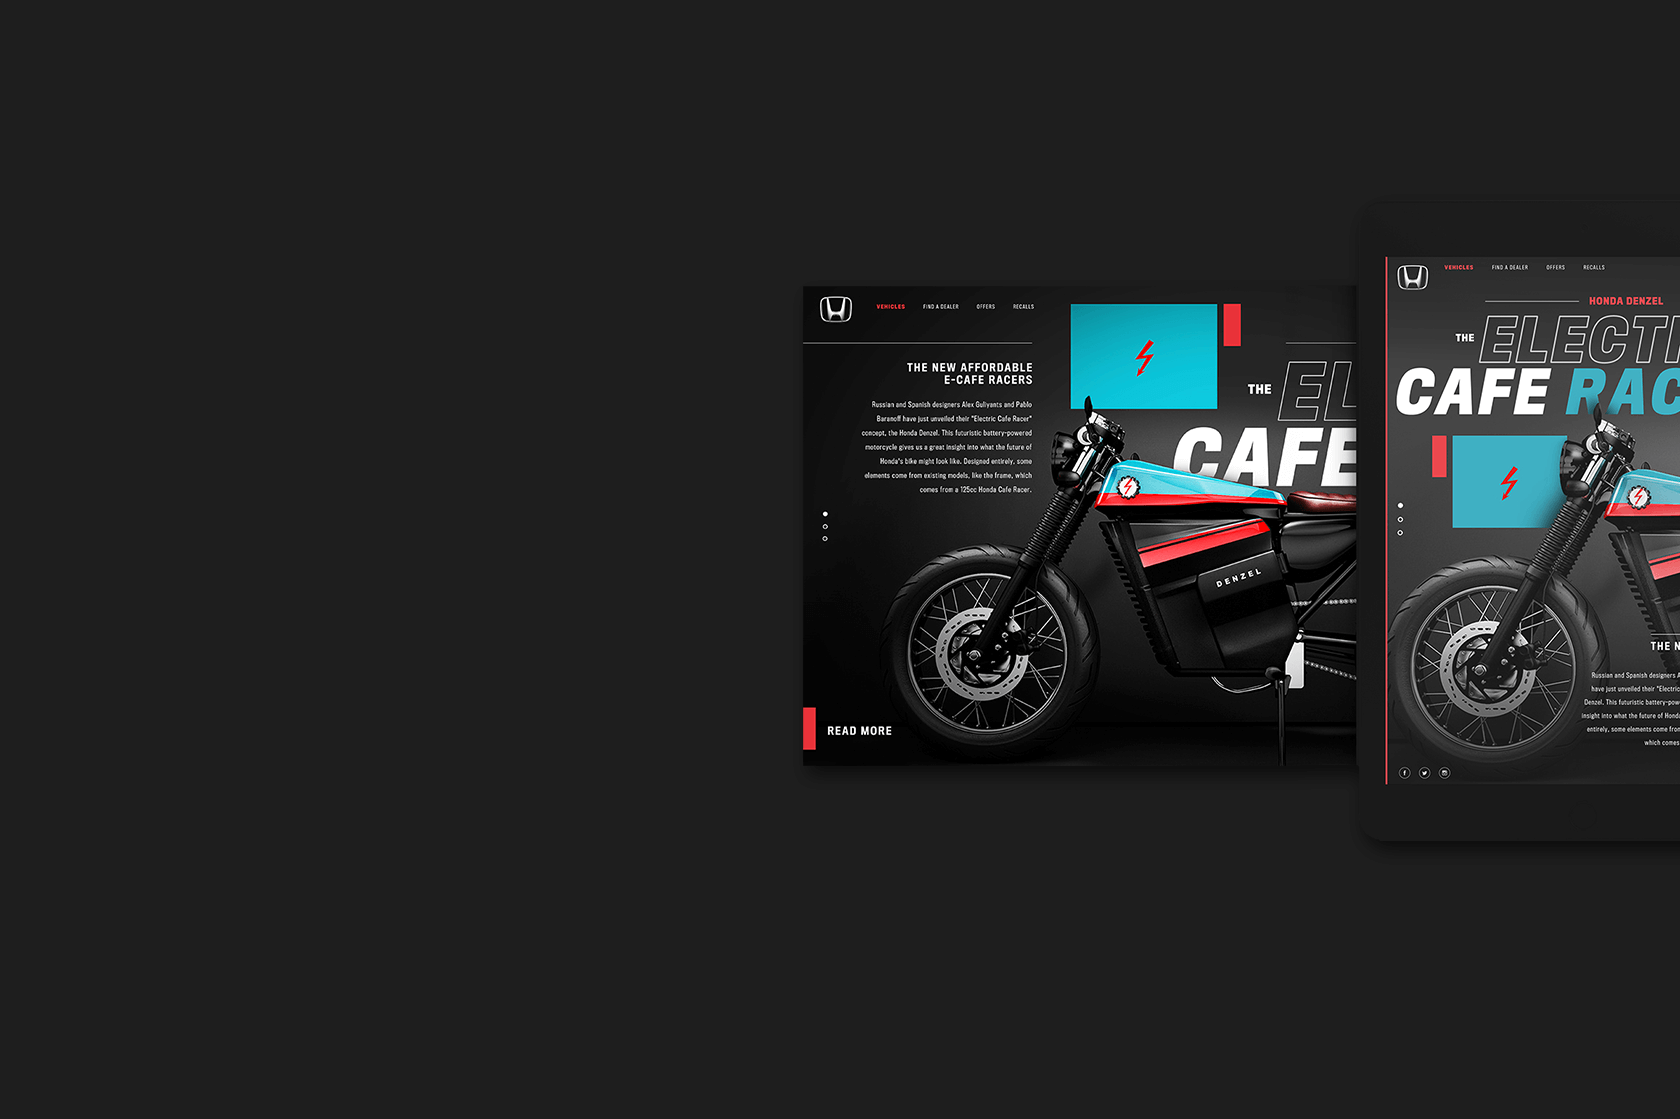 VEHICLES FIND A DEALER OFFERS RECALLS
THE NEW AFFORDABLE
E-CAFE RACERS
Russian and Spanish designers Alex Guliyants and Pablo
Baranoff have just unveiled their "Electric Cafe Racer"
concept, the Honda Denzel. This futuristic battery-powered
motorcycle gives us a great insight into what the future of
Honda's bike might look like. Designed entirely, some
elements come from existing models, like the frame, which
comes from a 125cc Honda Cafe Racer.
THE EL
CAFE
DENZEL
READ MORE
VEHICLES FIND A DEALER OFFERS RECALLS
HONDA DENZEL
THE ELECT
CAFE RAC
THE N
Russian and Spanish designers A
have just unveiled their "Electric
Denzel. This futuristic battery-pow
insight into what the future of Hond
entirely, some elements come from
which comes